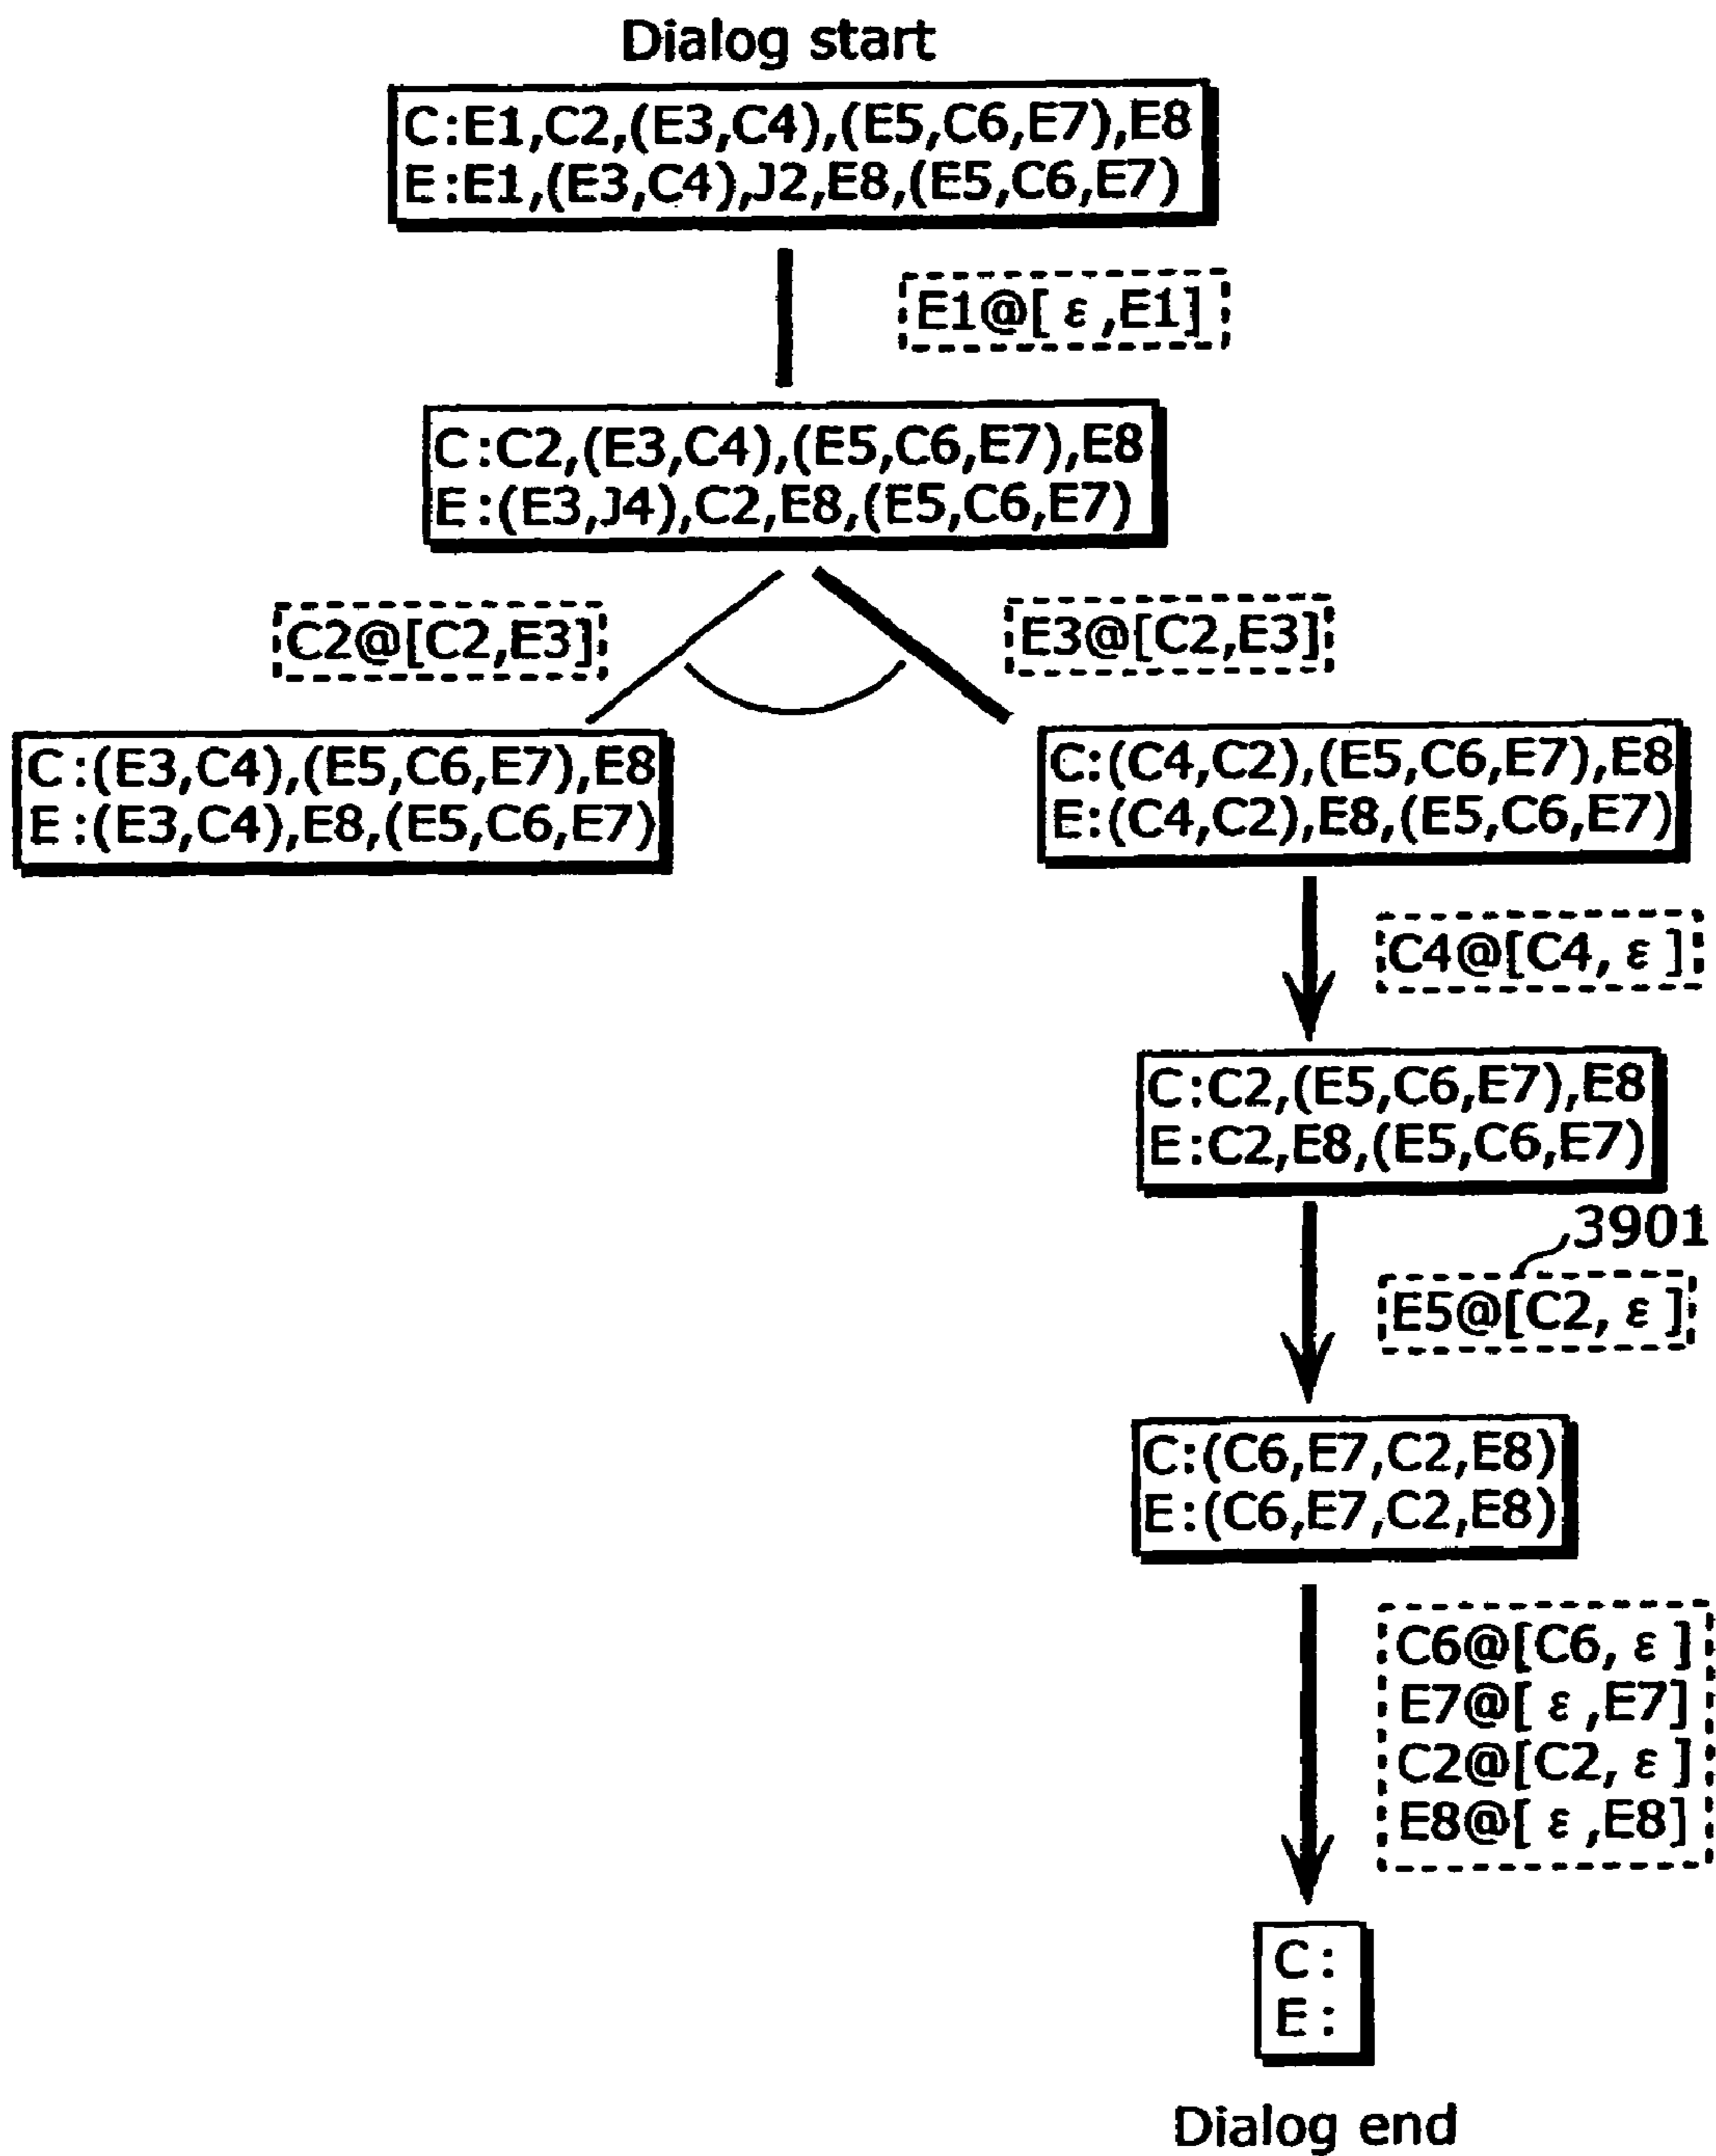 Dialog start
C:E1,C2,(E3,C4),(E5,C6,E7),E8
E:E1,(E3,C4),J2,E8,(E5,C6,E7)
E1@[ε,E1]
C:C2,(E3,C4),(E5,C6,E7),E8
E:(E3,J4),C2,E8,(E5,C6,E7)
C2@[C2,E3]
E3@[C2,E3]
C:(E3,C4),(E5,C6,E7),E8
E:(E3,C4),E8,(E5,C6,E7)
C:(C4,C2),(E5,C6,E7),E8
E:(C4,C2),E8,(E5,C6,E7)
C4@[C4,ε]
C:C2,(E5,C6,E7),E8
E:C2,E8,(E5,C6,E7)
3901
E5@[C2,ε]
C:(C6,E7,C2,E8)
E:(C6,E7,C2,E8)
C6@[C6,ε]
E7@[ε,E7]
C2@[C2,ε]
E8@[ε,E8]
C:
E:
Dialog end